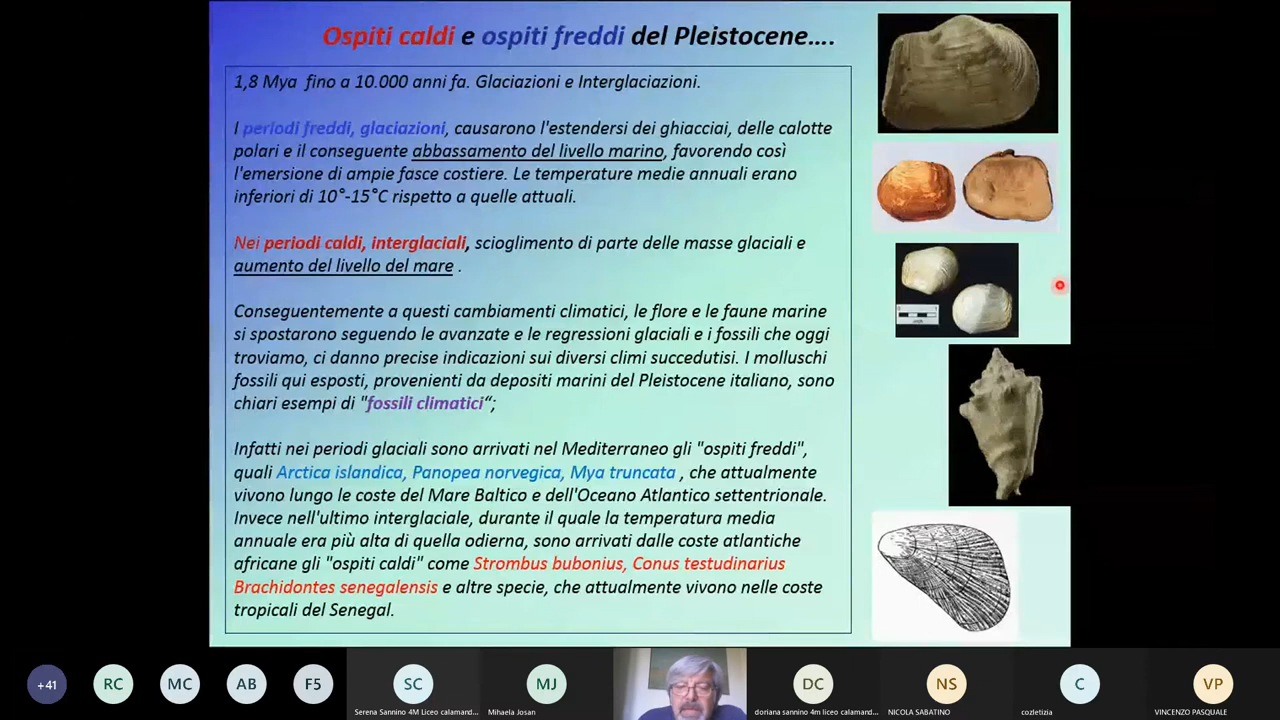 Ospiti caldi e ospiti freddi del Pleistocene....
1,8 Mya fino a 10.000 anni fa. Glaciazioni e Interglaciazioni.
I periodi freddi, glaciazioni, causarono l'estendersi dei ghiacciai, delle calotte
polari e il conseguente abbassamento del livello marino, favorendo così
l'emersione di ampie fasce costiere. Le temperature medie annuali erano
inferiori di 10°-15°C rispetto a quelle attuali.
Nei periodi caldi, interglaciali, scioglimento di parte delle masse glaciali e
aumento del livello del mare .
Conseguentemente a questi cambiamenti climatici, le flore e le faune marine
si spostarono seguendo le avanzate e le regressioni glaciali e i fossili che oggi
troviamo, ci danno precise indicazioni sui diversi climi succedutisi. I molluschi
fossili qui esposti, provenienti da depositi marini del Pleistocene italiano, sono
chiari esempi di "fossili climatici“;
Infatti nei periodi glaciali sono arrivati nel Mediterraneo gli "ospiti freddi",
quali Arctica islandica, Panopea norvegica, Mya truncata , che attualmente
vivono lungo le coste del Mare Baltico e dell'Oceano Atlantico settentrionale.
Invece nell'ultimo interglaciale, durante il quale la temperatura media
annuale era più alta di quella odierna, sono arrivati dalle coste atlantiche
africane gli "ospiti caldi" come Strombus bubonius, Conus testudinarius
Brachidontes senegalensis e altre specie, che attualmente vivono nelle coste
tropicali del Senegal.
+41
RC
MC
AB
F5
SC
MJ
DC
NS
C
VP
Serena Sannino 4M Liceo calamand...
Mihaela Josan
doriana sannino 4m liceo calamand...
NICOLA SABATINO
cozletizia
VINCENZO PASQUALE